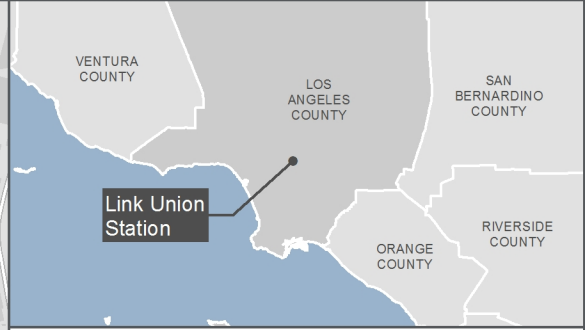 VENTURA
COUNTY
LOS
ANGELES
COUNTY
SAN
BERNARDINO
COUNTY
Link Union
Station
ORANGE
COUNTY
RIVERSIDE
COUNTY